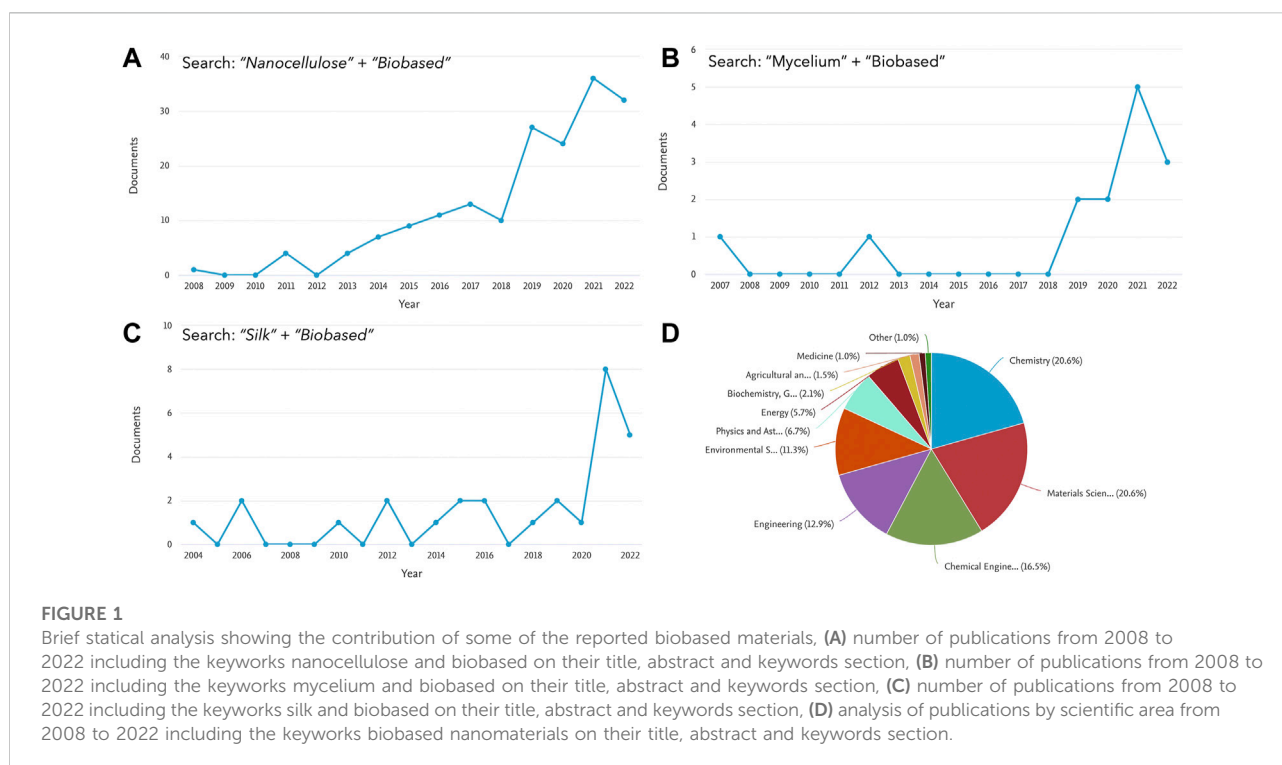 A
Search: "Nanocellulose" + "Biobased"
40
30
20
10
0
Documents
2008 2009 2010 2011 2012 2013 2014 2015 2016 2017 2018 2019 2020 2021 2022
Year
B
Search: "Mycelium" + "Biobased"
6
5
4
3
2
1
0
Documents
2007 2008 2009 2010 2011 2012 2013 2014 2015 2016 2017 2018 2019 2020 2021 2022
Year
C
Search: "Silk" + "Biobased"
10
8
6
4
2
0
Documents
2004 2006 2008 2010 2012 2014 2016 2018 2020 2022
Year
D
Other (1.0%)
Medicine (1.0%)
Agricultural an... (1.5%)
Biochemistry, G... (2.1%)
Energy (5.7%)
Physics and Ast... (6.7%)
Environmental S... (11.3%)
Engineering (12.9%)
Chemistry (20.6%)
Materials Scien... (20.6%)
Chemical Engine... (16.5%)
FIGURE 1
Brief statical analysis showing the contribution of some of the reported biobased materials, (A) number of publications from 2008 to
2022 including the keyworks nanocellulose and biobased on their title, abstract and keywords section, (B) number of publications from 2008 to
2022 including the keyworks mycelium and biobased on their title, abstract and keywords section, (C) number of publications from 2008 to
2022 including the keyworks silk and biobased on their title, abstract and keywords section, (D) analysis of publications by scientific area from
2008 to 2022 including the keywords biobased nanomaterials on their title, abstract and keywords section.